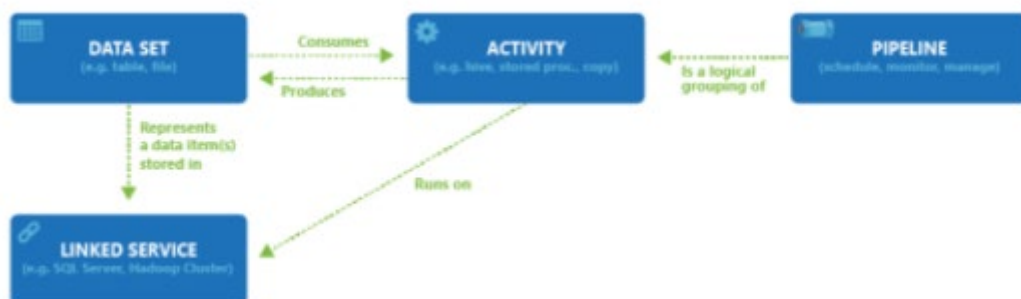 DATA SET
(e.g. table, file)
Consumes
Produces
ACTIVITY
(e.g. hive, stored proc., copy)
Is a logical
grouping of
PIPELINE
(schedule, monitor, manage)
Represents
a data item(s)
stored in
Runs on
LINKED SERVICE
(e.g. SQL Server, Hadoop Cluster)